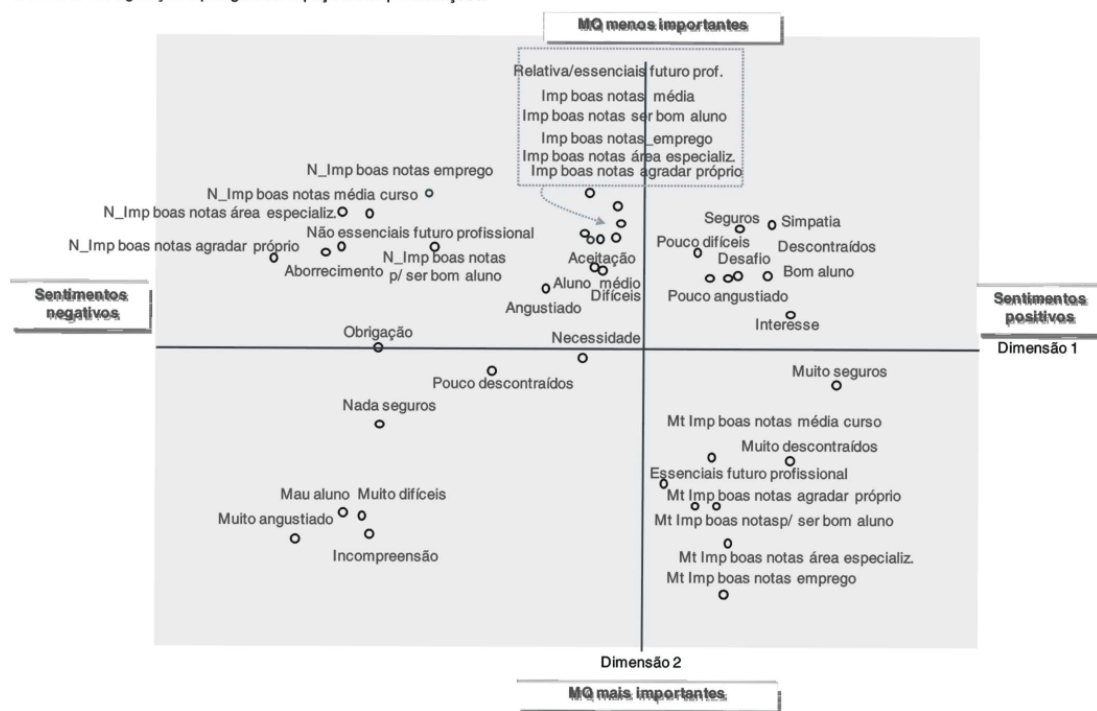 MQ menos importantes
Relativa/essenciais futuro prof.
Imp boas notas média
Imp boas notas ser bom aluno
Imp boas notas_emprego
Imp boas notas área especializ.
Imp boas notas agradar próprio
N_Imp boas notas emprego
N_Imp boas notas média curso
N_Imp boas notas área especializ.
Não essenciais futuro profissional
N_Imp boas notas agradar próprio
Aborrecimento
N_Imp boas notas
p/ ser bom aluno
Aceitação
Aluno médio
Difíceis
Angustiado
Seguros
Simpatia
Pouco difíceis
Descontraídos
Desafio
Bom aluno
Pouco angustiado
Interesse
Sentimentos
negativos
Sentimentos
positivos
Obrigação
Necessidade
Dimensão 1
Pouco descontraídos
Muito seguros
Nada seguros
Mt Imp boas notas média curso
Muito descontraídos
Essenciais futuro profissional
Mt Imp boas notas agradar próprio
Mt Imp boas notasp/ ser bom aluno
Mt Imp boas notas área especializ.
Mt Imp boas notas emprego
Mau aluno
Muito difíceis
Muito angustiado
Incompreensão
Dimensão 2
MQ mais importantes